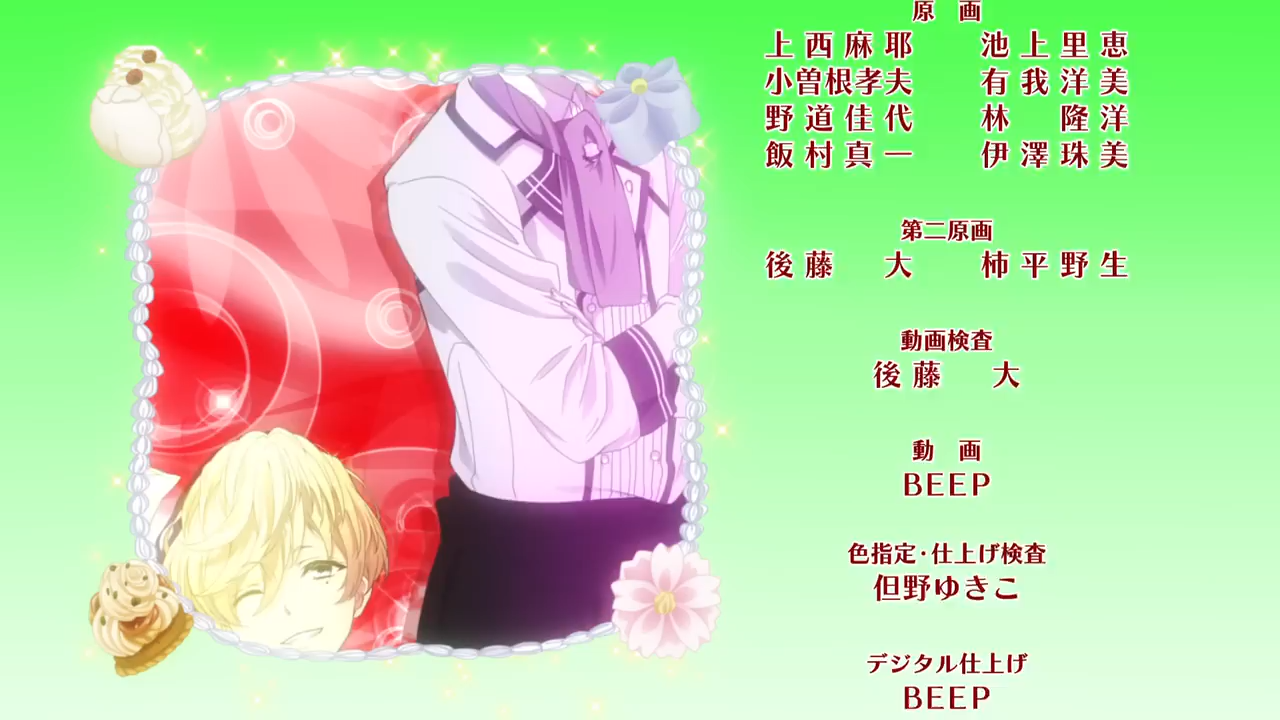 原　画
上西麻耶　池上里恵
小曽根孝夫　有我洋美
野道佳代　林　隆洋
飯村真一　伊澤珠美
第二原画
後藤　大　柿平野生
動画検査
後藤　大
動　画
BEEP
色指定･仕上げ検査
但野ゆきこ
デジタル仕上げ
BEEP